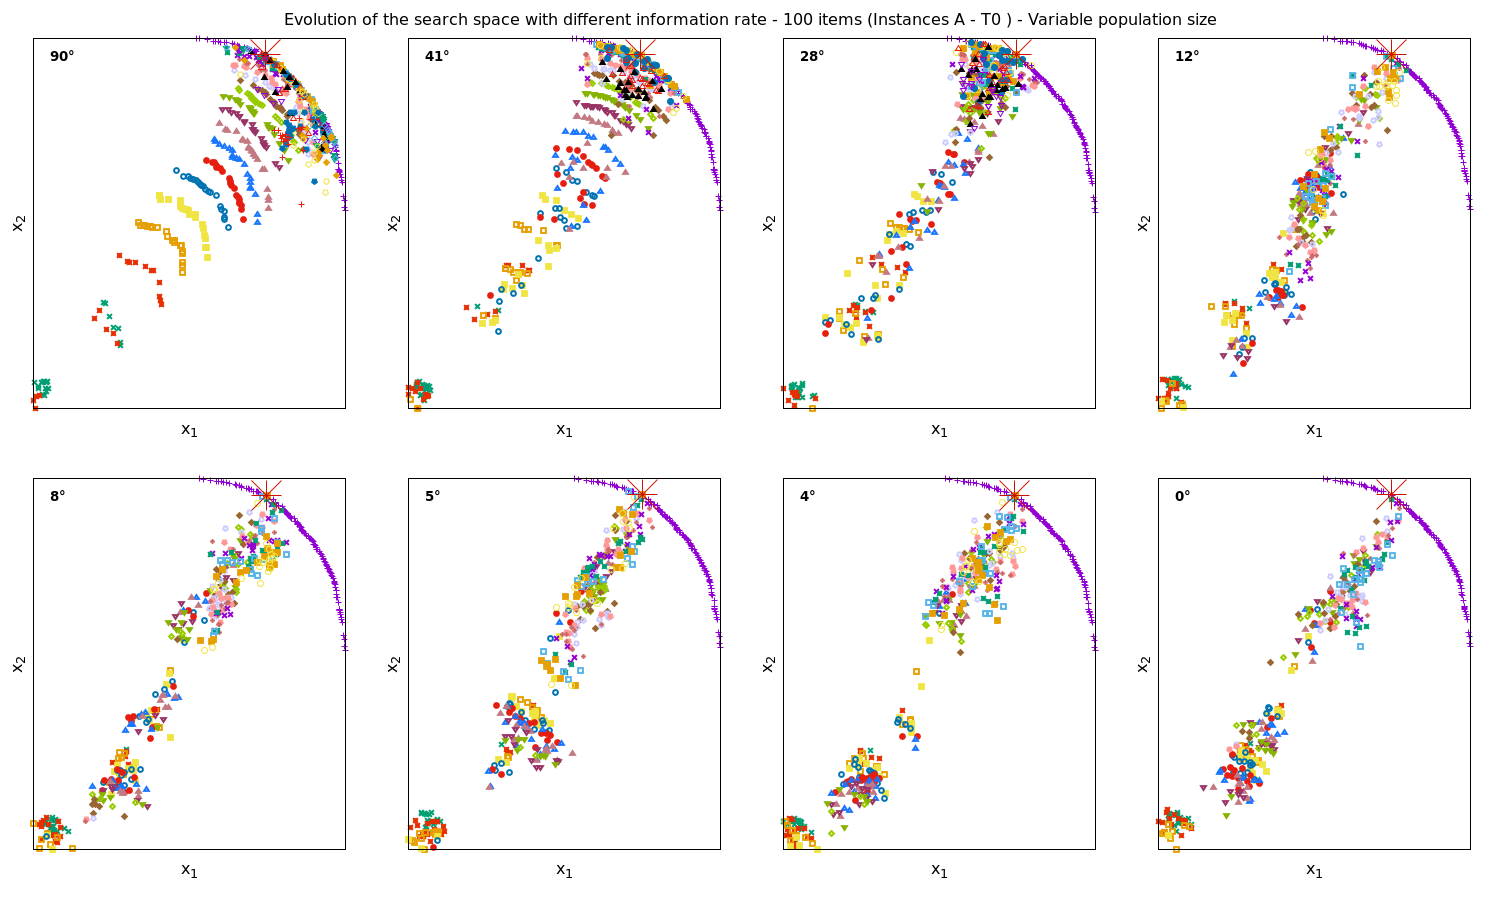 Evolution of the search space with different information rate - 100 items (Instances A - T0 ) - Variable population size
90°
41°
28°
12°
x2
x2
x2
x2
x1
x1
x1
x1
8°
5°
4°
0°
x2
x2
x2
x2
x1
x1
x1
x1